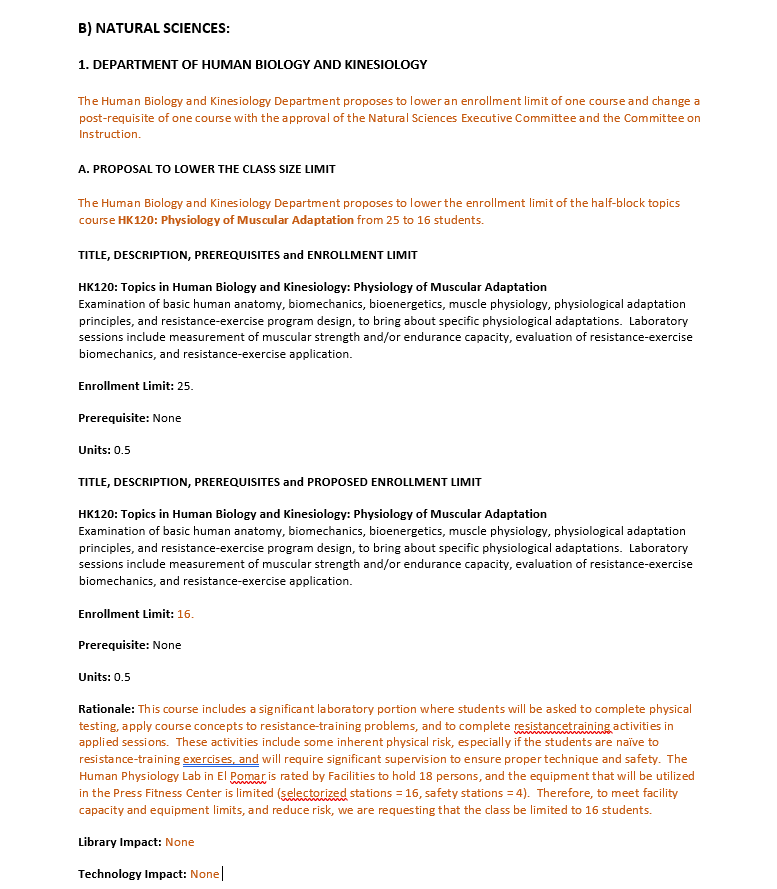 B) NATURAL SCIENCES:
1. DEPARTMENT OF HUMAN BIOLOGY AND KINESIOLOGY
The Human Biology and Kinesiology Department proposes to lower an enrollment limit of one course and change a
post-requisite of one course with the approval of the Natural Sciences Executive Committee and the Committee on
Instruction.
A. PROPOSAL TO LOWER THE CLASS SIZE LIMIT
The Human Biology and Kinesiology Department proposes to lower the enrollment limit of the half-block topics
course HK120: Physiology of Muscular Adaptation from 25 to 16 students.
TITLE, DESCRIPTION, PREREQUISITES and ENROLLMENT LIMIT
HK120: Topics in Human Biology and Kinesiology: Physiology of Muscular Adaptation
Examination of basic human anatomy, biomechanics, bioenergetics, muscle physiology, physiological adaptation
principles, and resistance-exercise program design, to bring about specific physiological adaptations.  Laboratory
sessions include measurement of muscular strength and/or endurance capacity, evaluation of resistance-exercise
biomechanics, and resistance-exercise application.
Enrollment Limit: 25.
Prerequisite: None
Units: 0.5
TITLE, DESCRIPTION, PREREQUISITES and PROPOSED ENROLLMENT LIMIT
HK120: Topics in Human Biology and Kinesiology: Physiology of Muscular Adaptation
Examination of basic human anatomy, biomechanics, bioenergetics, muscle physiology, physiological adaptation
principles, and resistance-exercise program design, to bring about specific physiological adaptations.  Laboratory
sessions include measurement of muscular strength and/or endurance capacity, evaluation of resistance-exercise
biomechanics, and resistance-exercise application.
Enrollment Limit: 16.
Prerequisite: None
Units: 0.5
Rationale: This course includes a significant laboratory portion where students will be asked to complete physical
testing, apply course concepts to resistance-training problems, and to complete resistancetraining activities in
applied sessions.  These activities include some inherent physical risk, especially if the students are naïve to
resistance-training exercises, and will require significant supervision to ensure proper technique and safety.  The
Human Physiology Lab in El Pomar is rated by Facilities to hold 18 persons, and the equipment that will be utilized
in the Press Fitness Center is limited (selectorized stations = 16, safety stations = 4).  Therefore, to meet facility
capacity and equipment limits, and reduce risk, we are requesting that the class be limited to 16 students.
Library Impact: None
Technology Impact: None